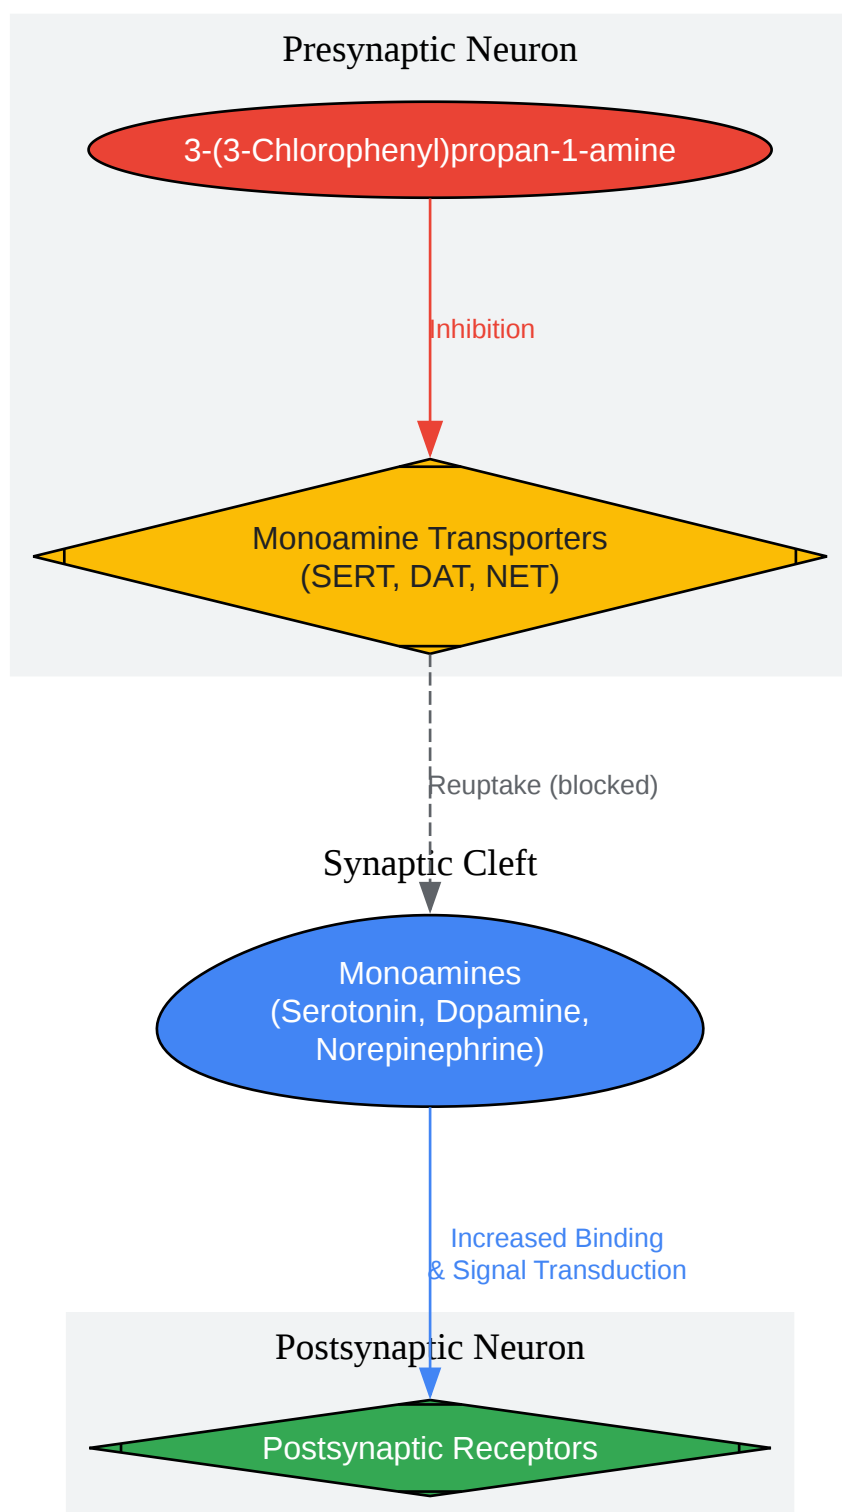 Presynaptic Neuron
3-(3-Chlorophenyl)propan-1-amine
Inhibition
Monoamine Transporters
(SERT, DAT, NET)
Reuptake (blocked)
Synaptic Cleft
Monoamines
(Serotonin, Dopamine,
Norepinephrine)
Increased Binding
& Signal Transduction
Postsynaptic Neuron
Postsynaptic Receptors